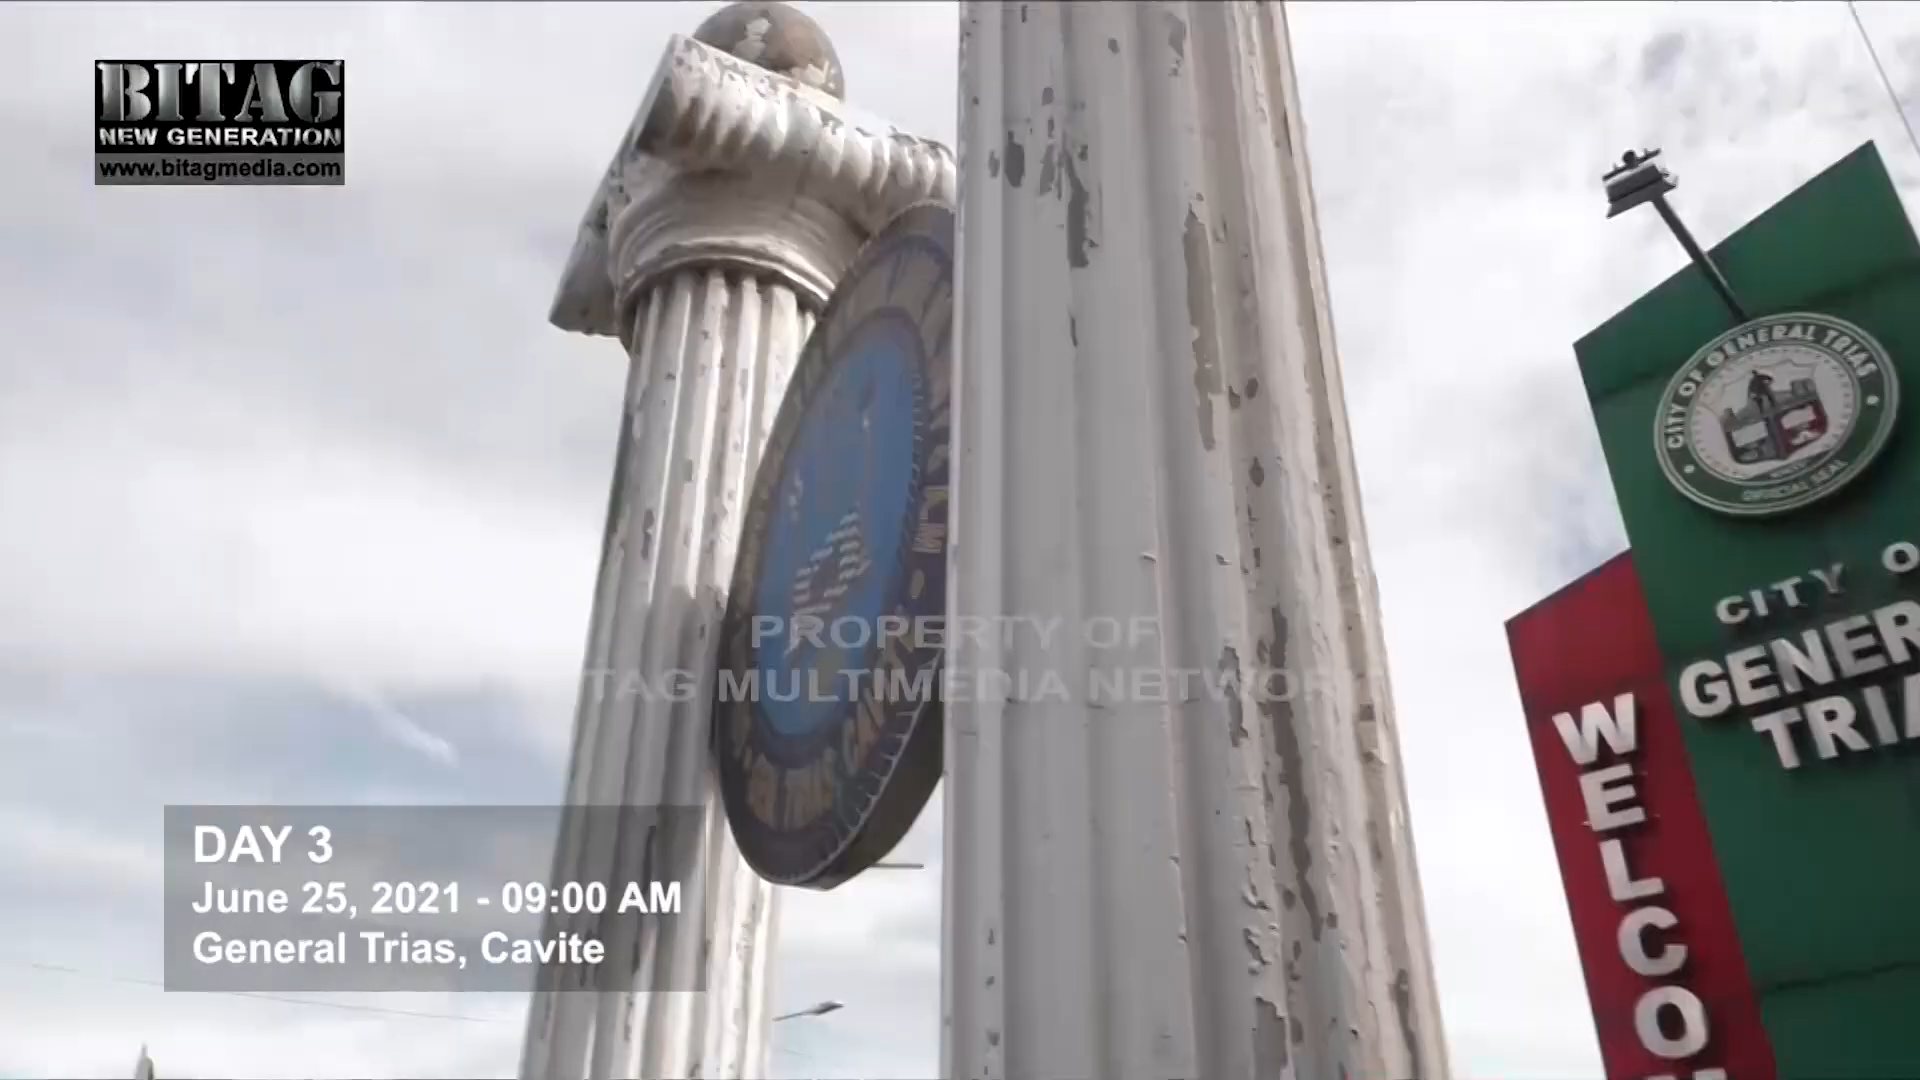 BITAG
NEW GENERATION
www.bitagmedia.com
CITY OF GENERAL TRIAS
OFFICIAL SEAL
CITY O
GENER
TRIA
WELCO
PROPERTY OF
TAG MULTIMEDIA NETWORK
DAY 3
June 25, 2021 - 09:00 AM
General Trias, Cavite